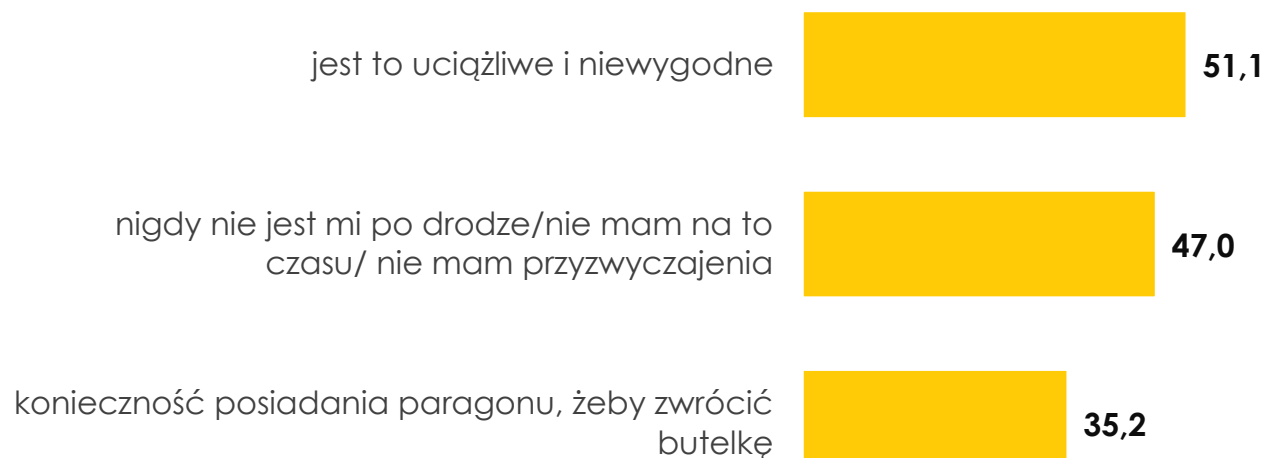 jest to uciążliwe i niewygodne
51,1
nigdy nie jest mi po drodze/nie mam na to
czasu/ nie mam przyzwyczajenia
47,0
konieczność posiadania paragonu, żeby zwrócić
butelkę
35,2